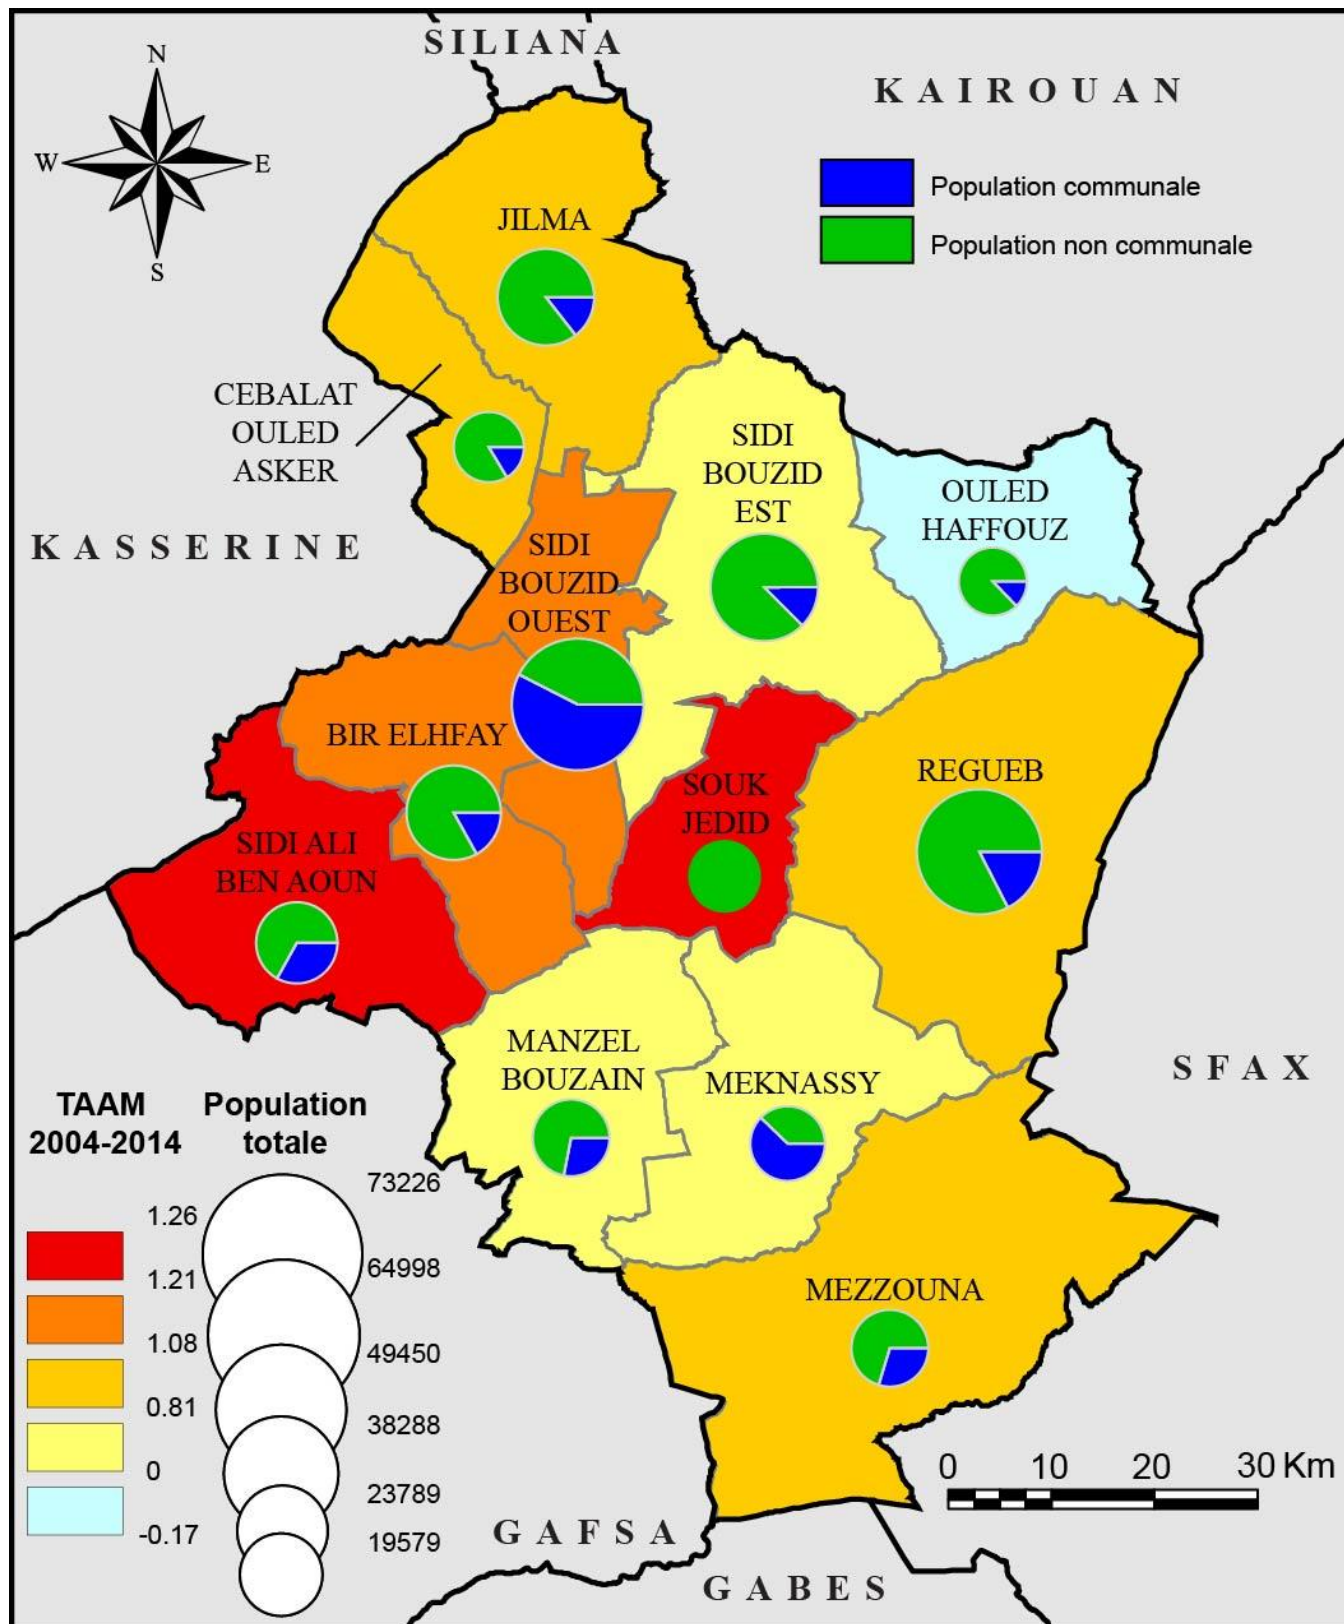 SILIANA
KAIROUAN
N
W
E
S
Population communale
Population non communale
JILMA
CEBALAT
OULED
ASKER
SIDI
BOUZID
EST
OULED
HAFFOUZ
KASSERINE
SIDI
BOUZID
OUEST
BIR ELHFAY
REGUEB
SOUK
JEDID
SIDI ALI
BEN AOUN
MANZEL
BOUZAIN
MEKNASSY
SFAX
MEZZOUNA
TAAM
2004-2014
1.26
1.21
1.08
0.81
0
-0.17
Population
totale
73226
64998
49450
38288
23789
19579
0 10 20 30 Km
GAFSA
GABES